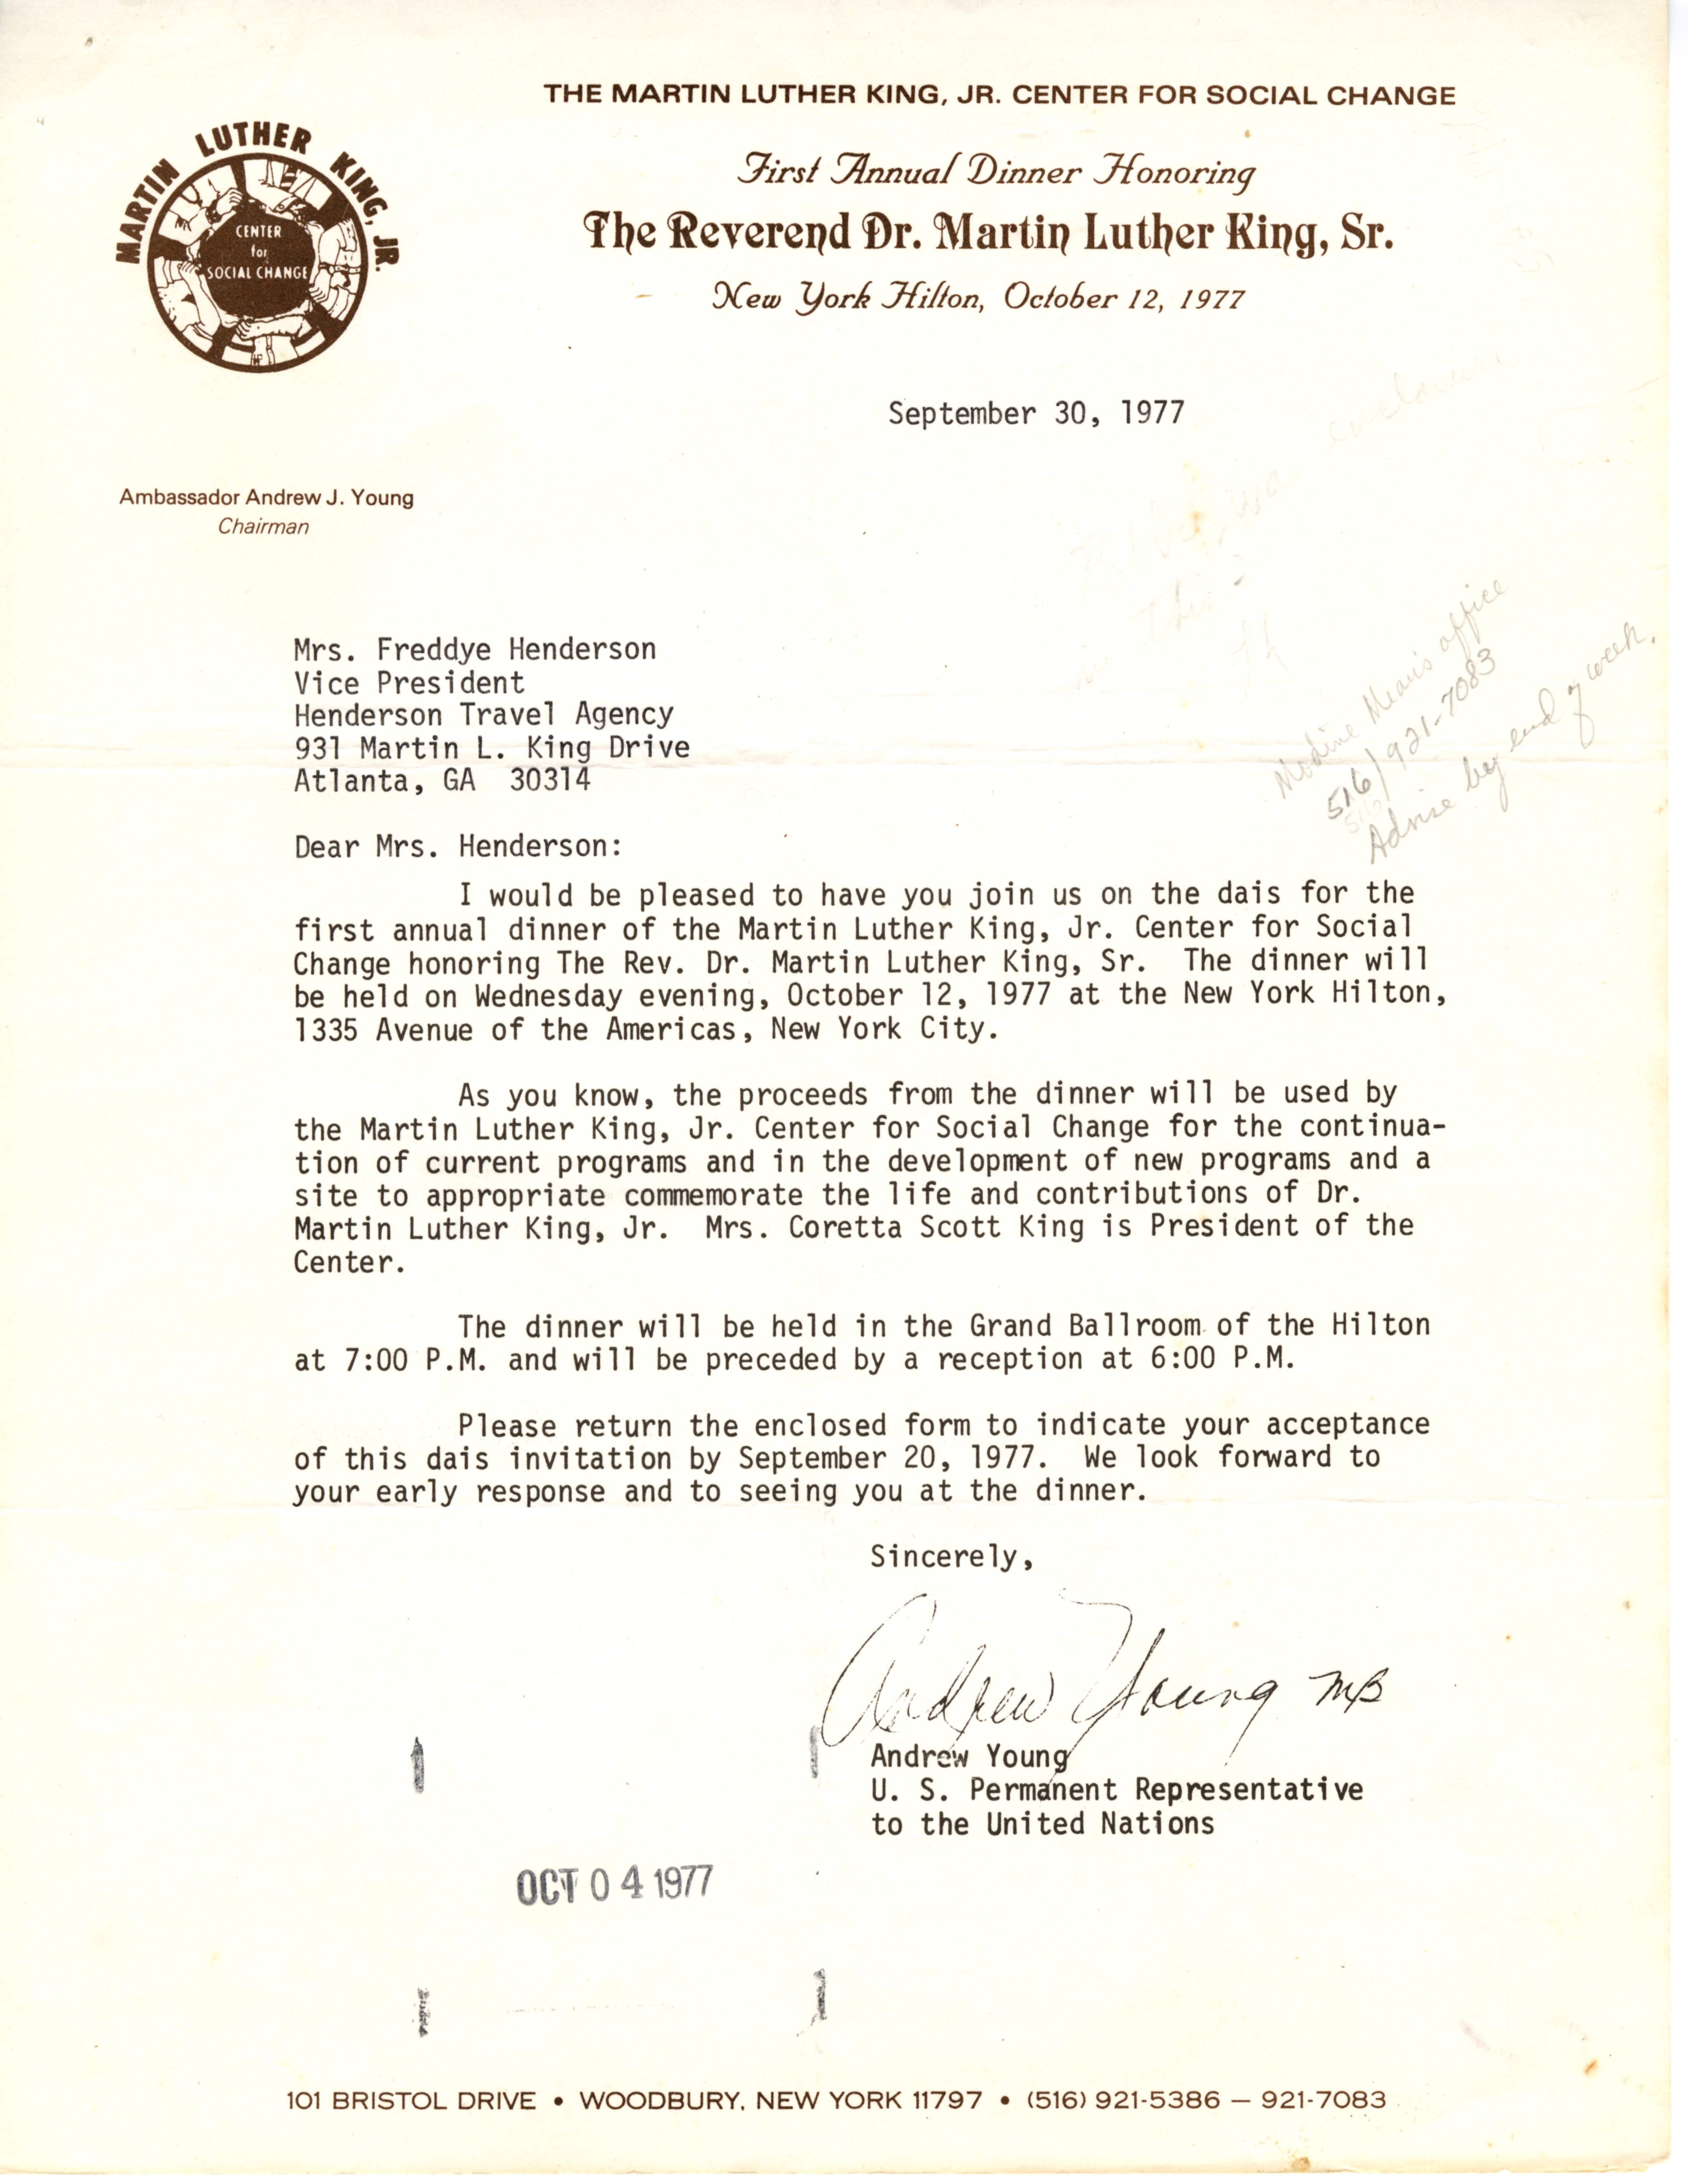 THE MARTIN LUTHER KING, JR. CENTER FOR SOCIAL CHANGE
MARTIN LUTHER KING, JR.
CENTER
for
SOCIAL CHANGE
First Annual Dinner Honoring
The Reverend Dr. Martin Luther King, Sr.
New York Hilton, October 12, 1977
September 30, 1977
Ambassador Andrew J. Young
Chairman
Mrs. Freddye Henderson
Vice President
Henderson Travel Agency
931 Martin L. King Drive
Atlanta, GA  30314
office
516/921-7083
Advise by end of week.
Dear Mrs. Henderson:
I would be pleased to have you join us on the dais for the
first annual dinner of the Martin Luther King, Jr. Center for Social
Change honoring The Rev. Dr. Martin Luther King, Sr.  The dinner will
be held on Wednesday evening, October 12, 1977 at the New York Hilton,
1335 Avenue of the Americas, New York City.
As you know, the proceeds from the dinner will be used by
the Martin Luther King, Jr. Center for Social Change for the continua-
tion of current programs and in the development of new programs and a
site to appropriate commemorate the life and contributions of Dr.
Martin Luther King, Jr.  Mrs. Coretta Scott King is President of the
Center.
The dinner will be held in the Grand Ballroom of the Hilton
at 7:00 P.M. and will be preceded by a reception at 6:00 P.M.
Please return the enclosed form to indicate your acceptance
of this dais invitation by September 20, 1977.  We look forward to
your early response and to seeing you at the dinner.
Sincerely,
Andrew Young MB
Andrew Young
U. S. Permanent Representative
to the United Nations
OCT 04 1977
101 BRISTOL DRIVE • WOODBURY, NEW YORK 11797 • (516) 921-5386 — 921-7083